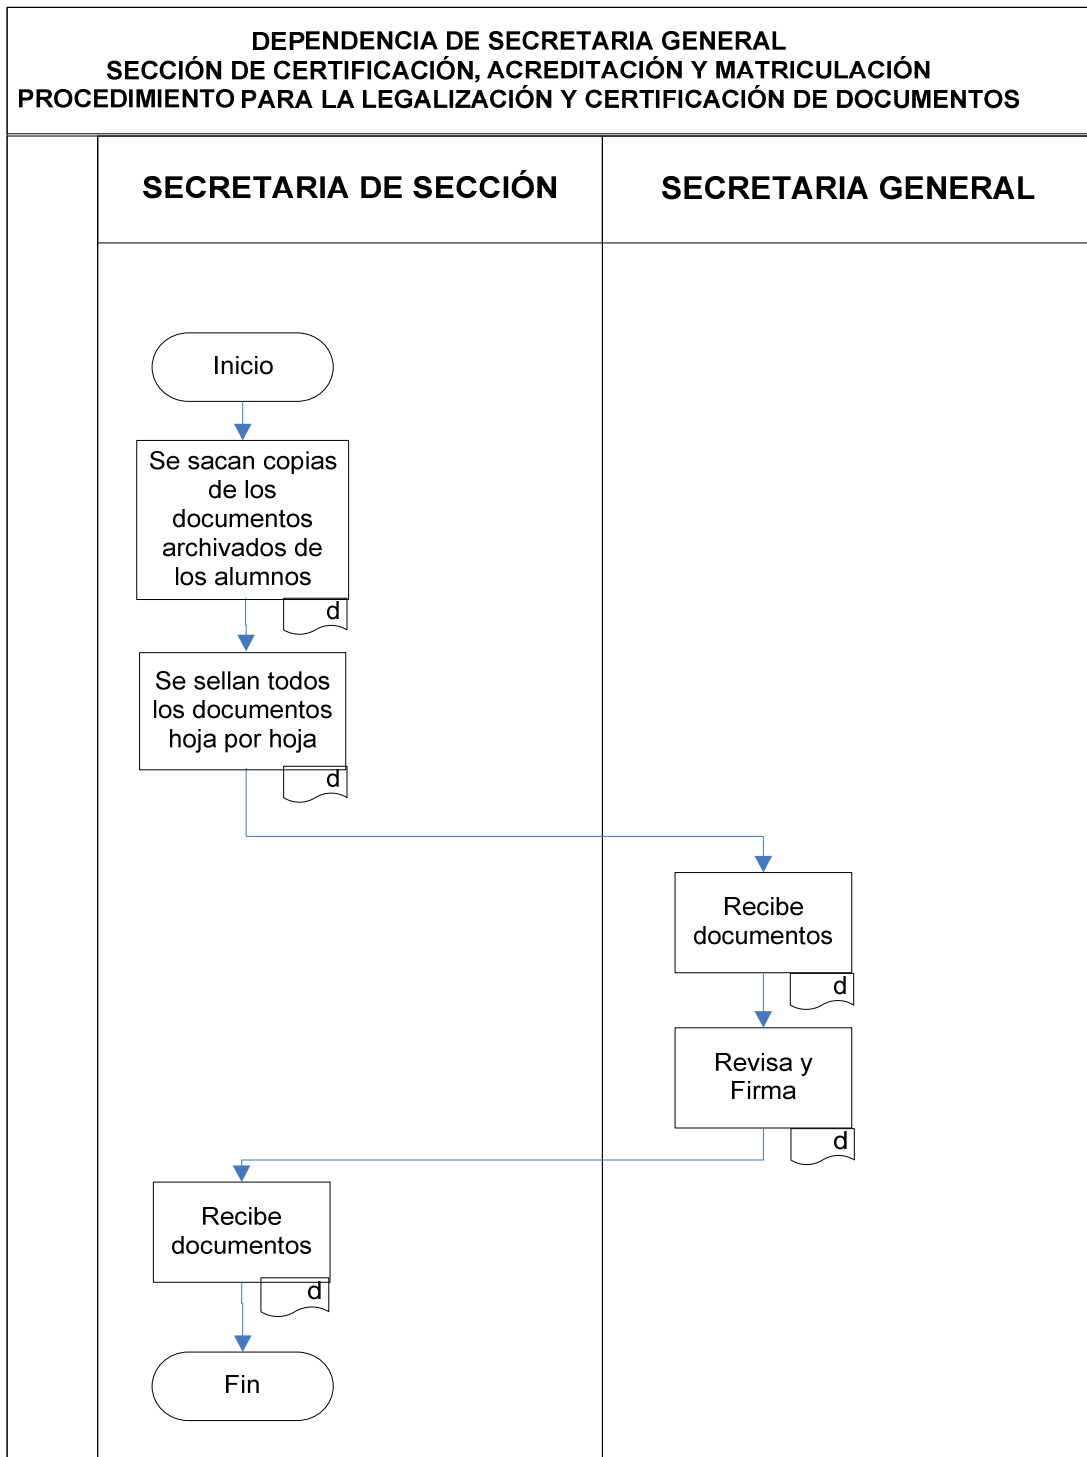 DEPENDENCIA DE SECRETARIA GENERAL
SECCIÓN DE CERTIFICACIÓN, ACREDITACIÓN Y MATRICULACIÓN
PROCEDIMIENTO PARA LA LEGALIZACIÓN Y CERTIFICACIÓN DE DOCUMENTOS
SECRETARIA DE SECCIÓN
SECRETARIA GENERAL
Inicio
Se sacan copias
de los
documentos
archivados de
los alumnos
d
Se sellan todos
los documentos
hoja por hoja
d
Recibe
documentos
d
Revisa y
Firma
d
Recibe
documentos
d
Fin